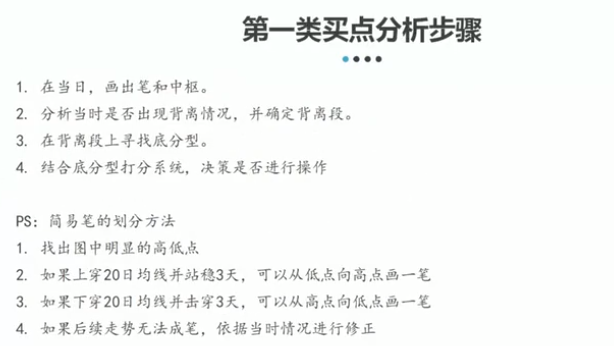 第一类买点分析步骤
1. 在当日，画出笔和中枢。
2. 分析当时是否出现背离情况，并确定背离段。
3. 在背离段上寻找底分型。
4. 结合底分型打分系统，决策是否进行操作
PS：简易笔的划分方法
1. 找出图中明显的高低点
2. 如果上穿20日均线并站稳3天，可以从低点向高点画一笔
3. 如果下穿20日均线并击穿3天，可以从高点向低点画一笔
4. 如果后续走势无法成笔，依据当时情况进行修正